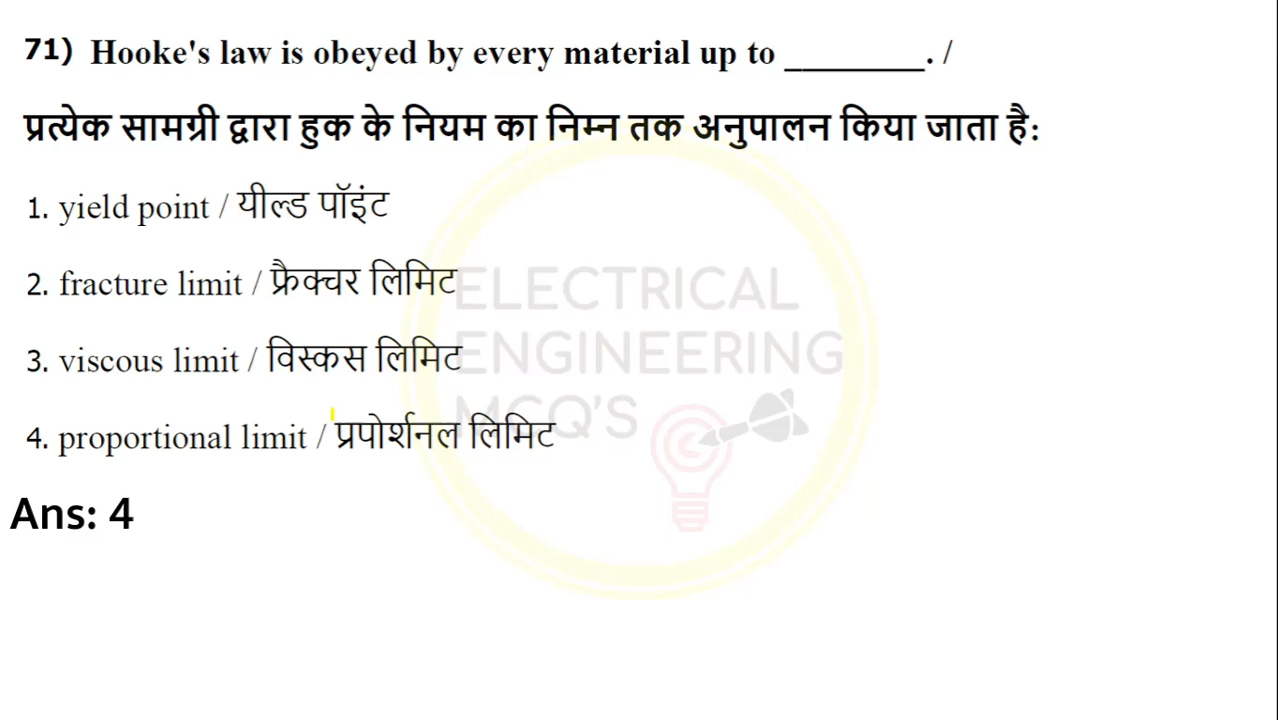 71) Hooke's law is obeyed by every material up to ________. /
प्रत्येक सामग्री द्वारा हुक के नियम का निम्न तक अनुपालन किया जाता है:
1. yield point / यील्ड पॉइंट
2. fracture limit / फ्रैक्चर लिमिट
3. viscous limit / विस्कस लिमिट
4. proportional limit / प्रपोर्शनल लिमिट
Ans: 4
ELECTRICAL
ENGINEERING
MCQ'S